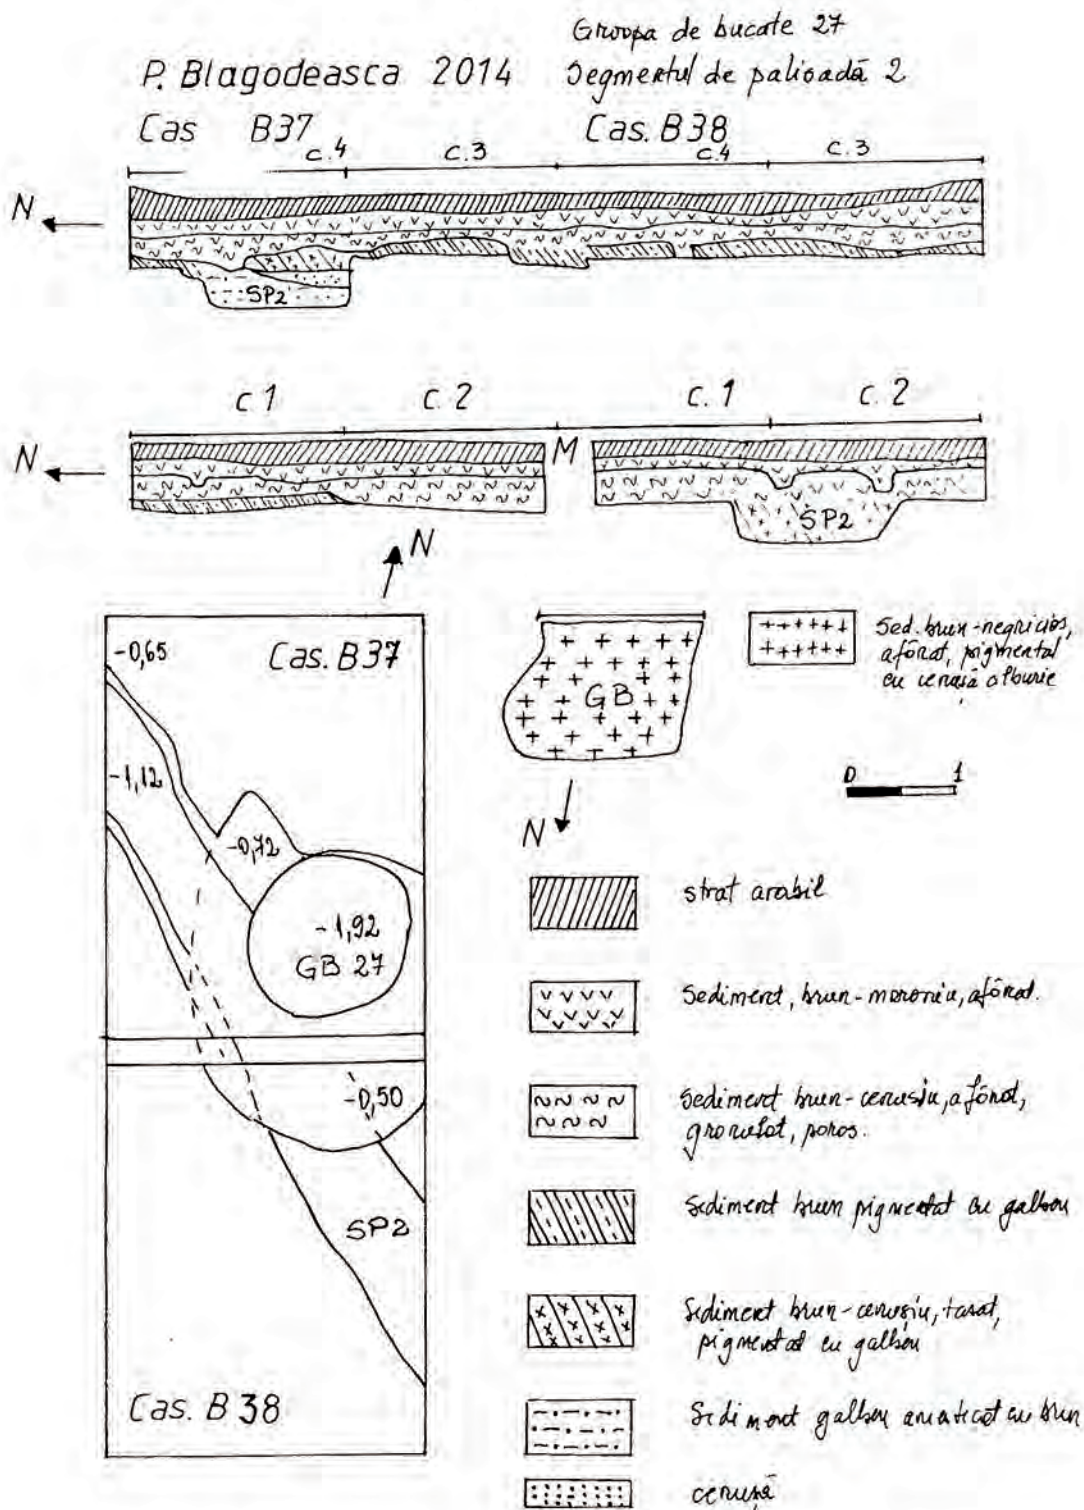 Groapa de bucate 27
P. Blagodeasca 2014 Segmentul de palisadă 2
Cas B37 Cas. B38
c.4 c.3 c.4 c.3
N
SP2
c.1 c.2 c.1 c.2
N M
SP2
N
-0,65 Cas. B37
-1,12
-0,72
-1,92
GB 27
-0,50
SP2
Cas. B 38
GB
Sed. brun-negricios,
afânat, pigmentat
cu cenușă alburie
0 1
N
strat arabil
Sediment, brun-maroniu, afânat.
Sediment brun-cenusiu, afânat,
granulat, poros.
Sediment brun pigmentat cu galben
Sediment brun-cenușiu, tasat,
pigmentat cu galben
Sediment galben amesticat cu brun
cenușă